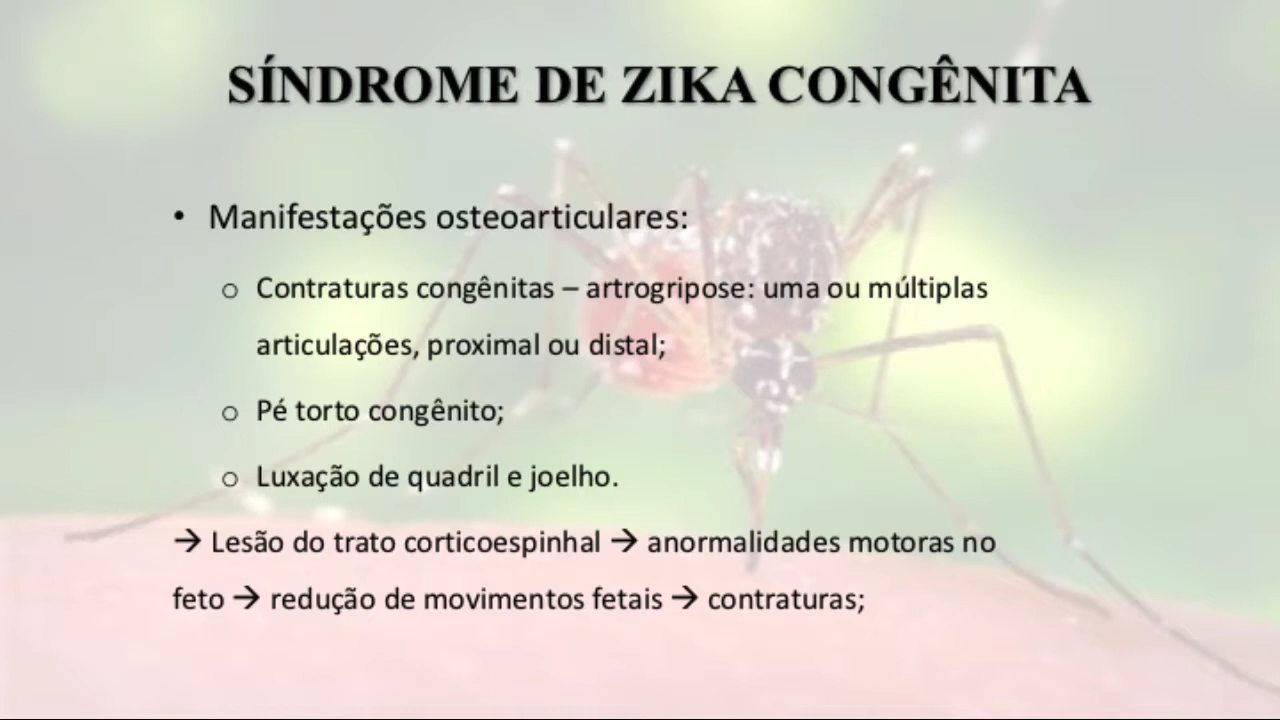 SÍNDROME DE ZIKA CONGÊNITA
• Manifestações osteoarticulares:
o Contraturas congênitas – artrogripose: uma ou múltiplas
articulações, proximal ou distal;
o Pé torto congênito;
o Luxação de quadril e joelho.
→ Lesão do trato corticoespinhal → anormalidades motoras no
feto → redução de movimentos fetais → contraturas;